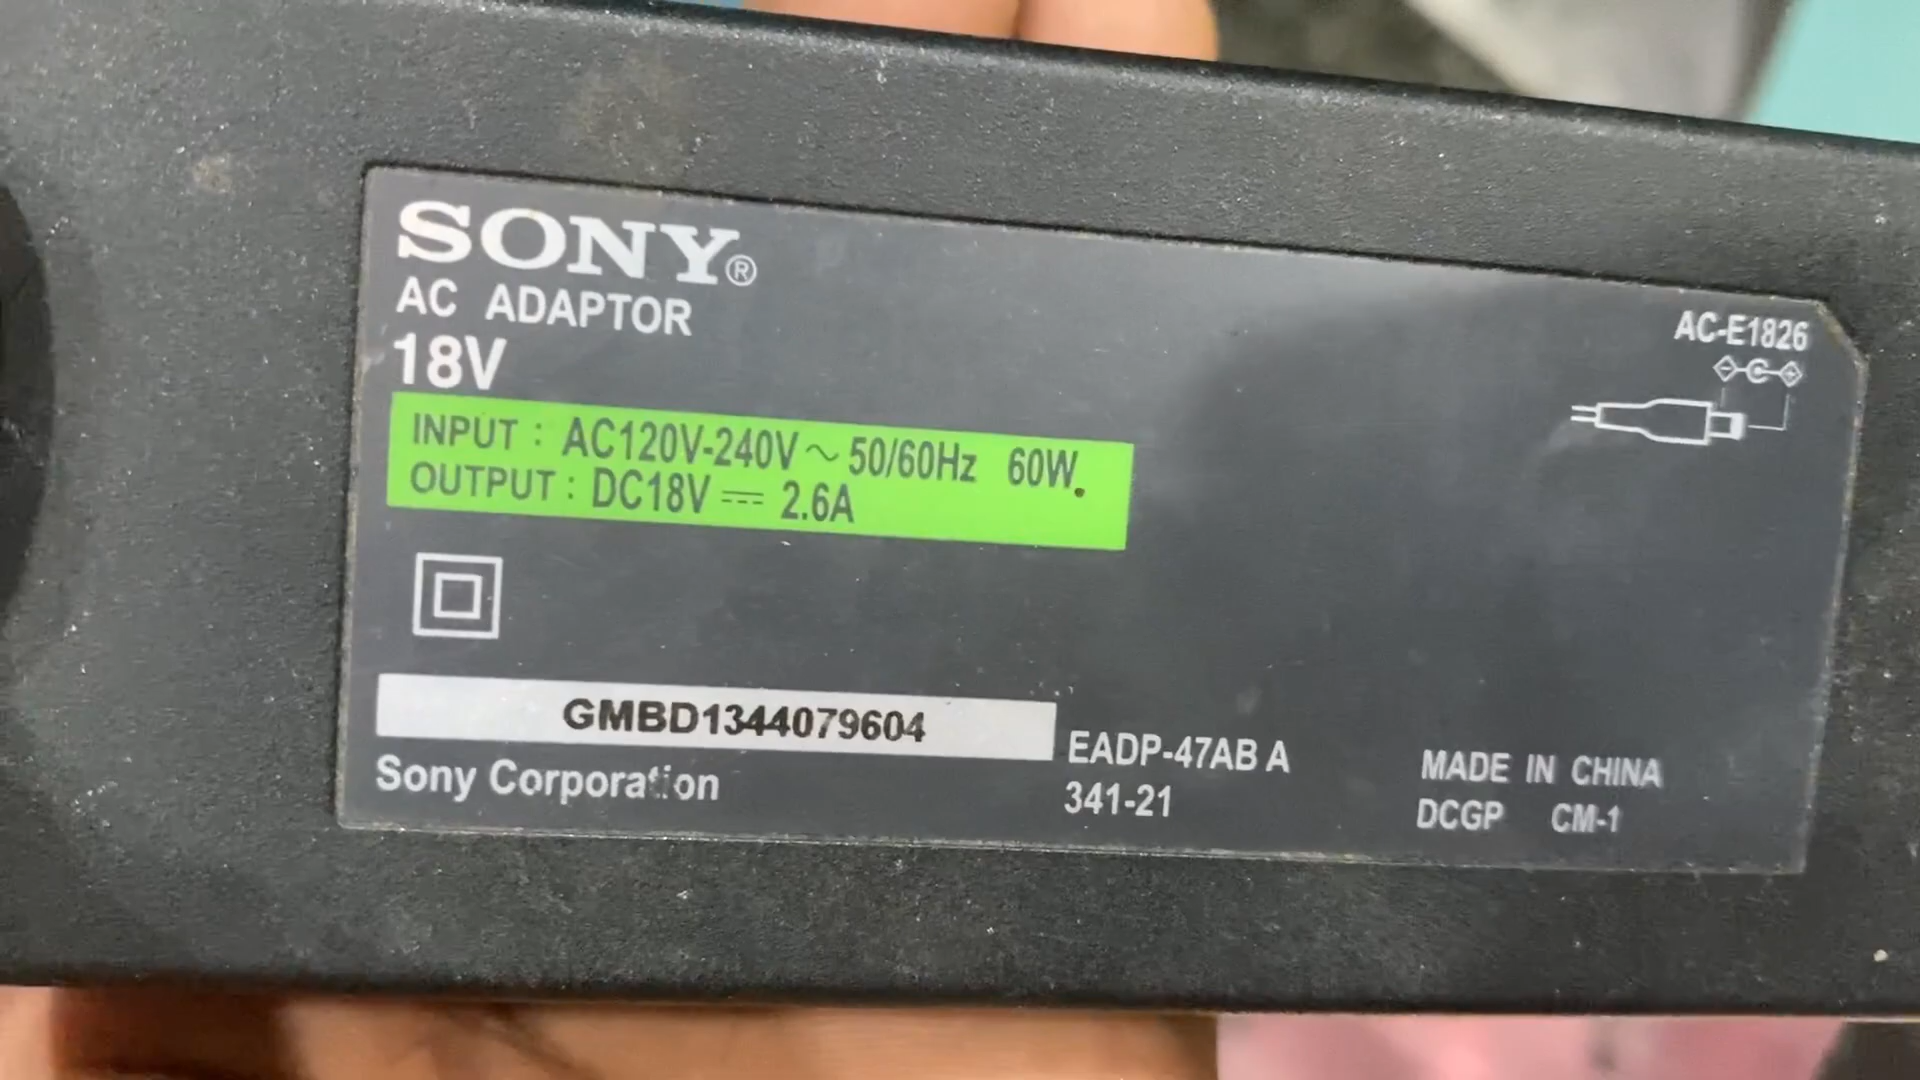 SONY®
AC ADAPTOR
18V
INPUT : AC120V-240V ~ 50/60Hz 60W.
OUTPUT : DC18V ⎓ 2.6A
AC-E1826
GMBD1344079604
Sony Corporation
EADP-47AB A
341-21
MADE IN CHINA
DCGP CM-1